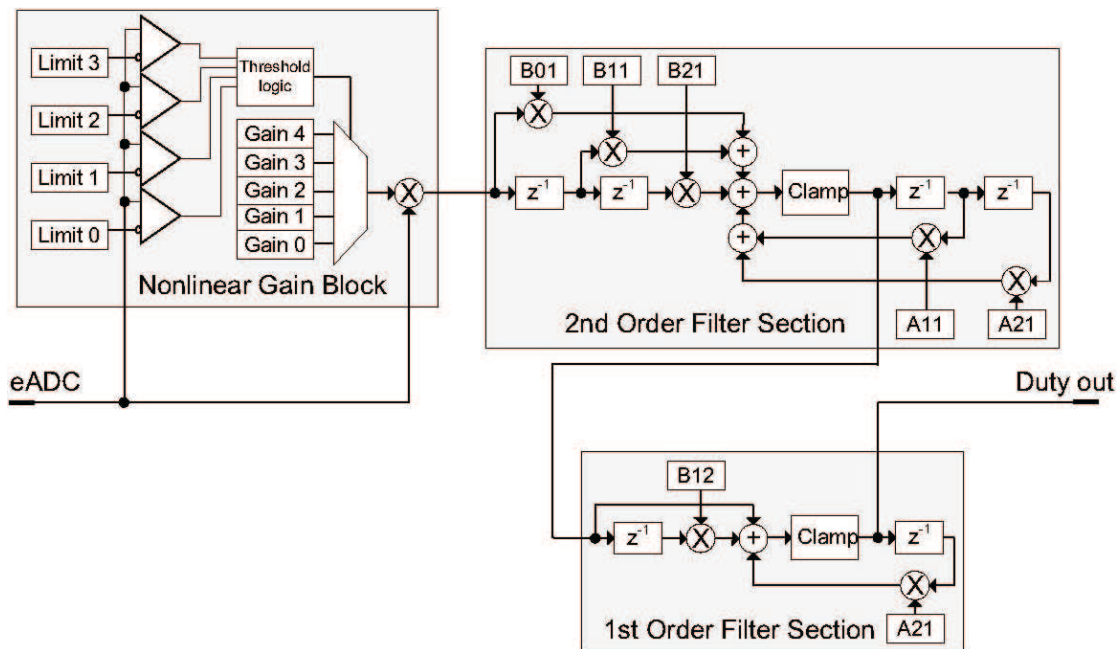 Limit 3
Limit 2
Limit 1
Limit 0
Threshold
logic
Gain 4
Gain 3
Gain 2
Gain 1
Gain 0
X
Nonlinear Gain Block
eADC
B01
B11
B21
X
X
+
z⁻¹
z⁻¹
X
+
Clamp
z⁻¹
z⁻¹
+
X
X
A11
A21
2nd Order Filter Section
Duty out
B12
z⁻¹
X
+
Clamp
z⁻¹
X
A21
1st Order Filter Section